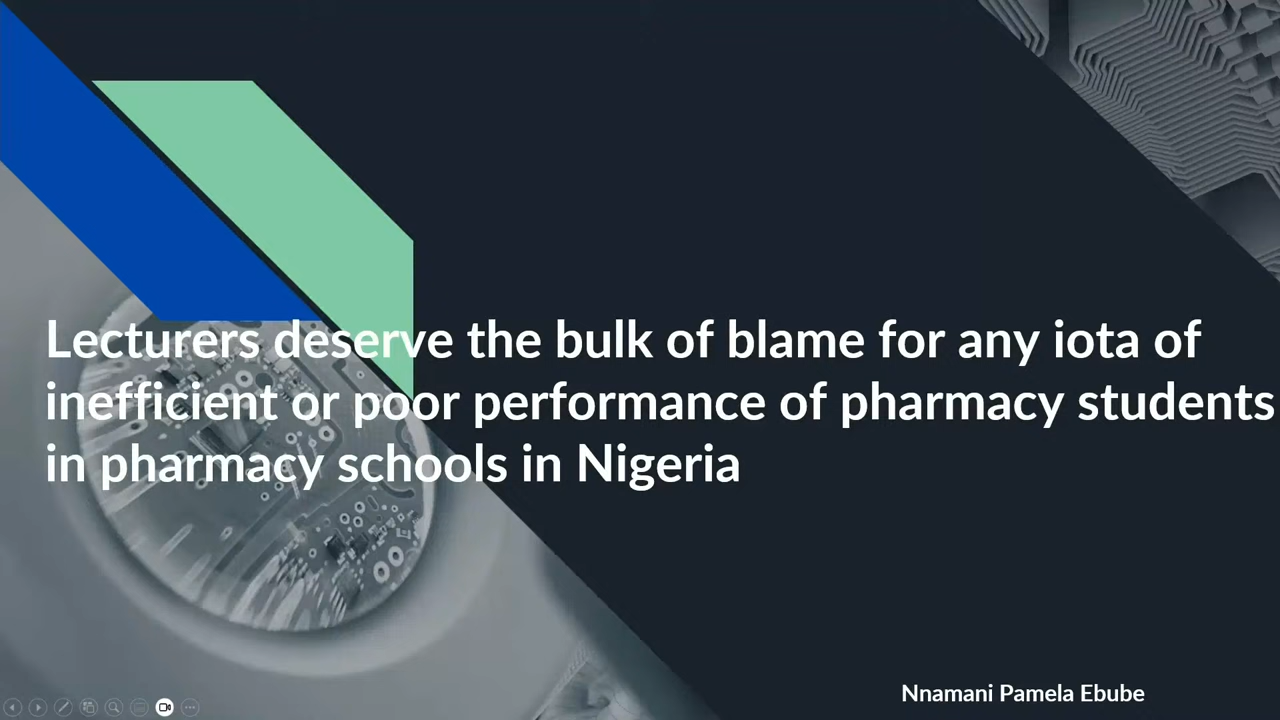 Lecturers deserve the bulk of blame for any iota of
inefficient or poor performance of pharmacy students
in pharmacy schools in Nigeria
Nnamani Pamela Ebube